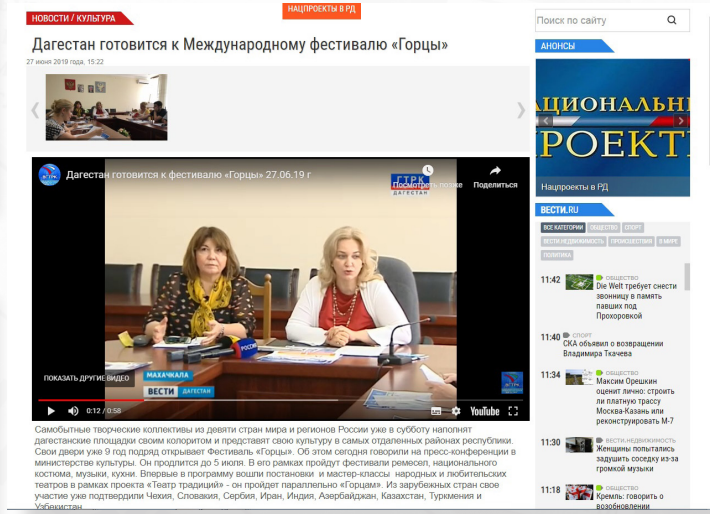 НАЦПРОЕКТЫ В РД
НОВОСТИ / КУЛЬТУРА
Дагестан готовится к Международному фестивалю «Горцы»
27 июня 2019 года, 15:22
Дагестан готовится к фестивалю «Горцы» 27.06.19 г
ГТРК
ДАГЕСТАН
Посмотреть позже
Поделиться
РОССИЯ
ПОКАЗАТЬ ДРУГИЕ ВИДЕО
МАХАЧКАЛА
ВЕСТИ ДАГЕСТАН
0:12 / 0:58
YouTube
Самобытные творческие коллективы из девяти стран мира и регионов России уже в субботу наполнят
дагестанские площадки своим колоритом и представят свою культуру в самых отдаленных районах республики.
Свои двери уже 9 год подряд открывает Фестиваль «Горцы». Об этом сегодня говорили на пресс-конференции в
министерстве культуры. Он продлится до 5 июля. В его рамках пройдут фестивали ремесел, национального
костюма, музыки, кухни. Впервые в программу вошли постановки и мастер-классы народных и любительских
театров в рамках проекта «Театр традиций» - он пройдет параллельно «Горцам». Из зарубежных стран свое
участие уже подтвердили Чехия, Словакия, Сербия, Иран, Индия, Азербайджан, Казахстан, Туркмения и
Узбекистан.
Поиск по сайту
АНОНСЫ
АЦИОНАЛЬНЫ
РОЕКТ
Нацпроекты в РД
ВЕСТИ.RU
ВСЕ КАТЕГОРИИ ОБЩЕСТВО СПОРТ
ВЕСТИ.НЕДВИЖИМОСТЬ ПРОИСШЕСТВИЯ В МИРЕ
ПОЛИТИКА
11:42 ОБЩЕСТВО
Die Welt требует снести
звонницу в память
павших под
Прохоровкой
11:40 СПОРТ
СКА объявил о возвращении
Владимира Ткачева
11:34 ОБЩЕСТВО
Максим Орешкин
оценит лично: строить
ли платную трассу
Москва-Казань или
реконструировать М-7
11:30 ВЕСТИ.НЕДВИЖИМОСТЬ
Женщины попытались
задушить соседку из-за
громкой музыки
11:18 ОБЩЕСТВО
Кремль: говорить о
возобновлении